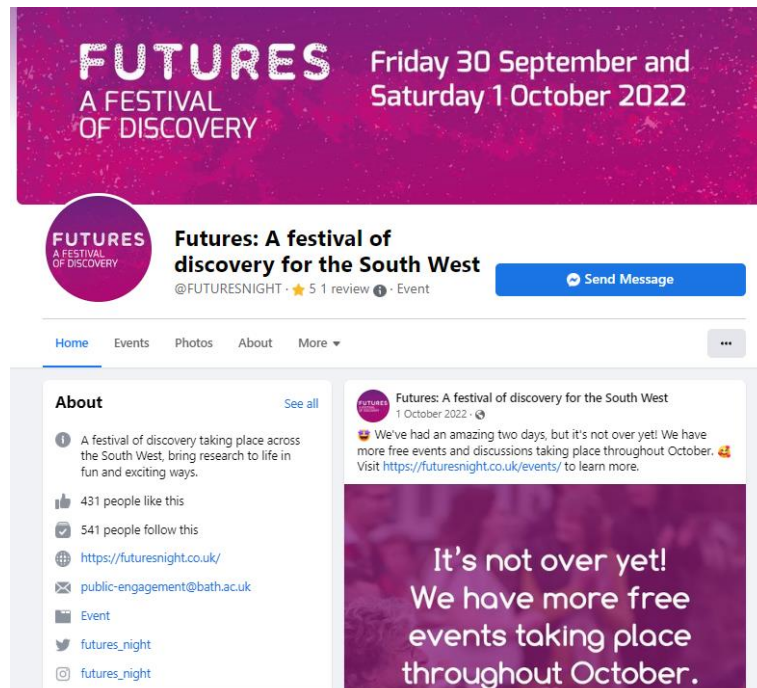 FUTURES
A FESTIVAL
OF DISCOVERY
Friday 30 September and
Saturday 1 October 2022
FUTURES
A FESTIVAL
OF DISCOVERY
Futures: A festival of
discovery for the South West
@FUTURESNIGHT · ⭐ 5 1 review · Event
Send Message
Home Events Photos About More
About See all
A festival of discovery taking place across
the South West, bring research to life in
fun and exciting ways.
431 people like this
541 people follow this
https://futuresnight.co.uk/
public-engagement@bath.ac.uk
Event
futures_night
futures_night
FUTURES
Futures: A festival of discovery for the South West
1 October 2022 ·
🤩 We've had an amazing two days, but it's not over yet! We have
more free events and discussions taking place throughout October. 🥰
Visit https://futuresnight.co.uk/events/ to learn more.
It's not over yet!
We have more free
events taking place
throughout October.